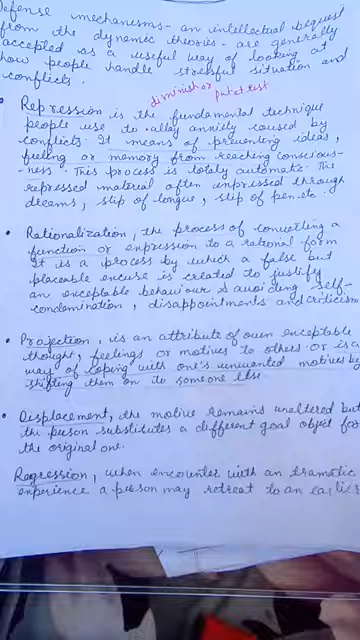 Defense mechanisms - an intellectual bequest
from the dynamic theories - are generally
accepted as a useful way of looking at
how people handle stressful situation and
conflicts.
diminish or put at rest
• Repression is the fundamental technique
people use to allay anxiety caused by
conflicts. It means of preventing ideas,
feeling or memory from reaching conscious-
-ness. This process is totally automatic. The
repressed material often unpressed through
dreams, slip of tongue, slip of pen etc.
• Rationalization, the process of converting a
function or expression to a rational form
It is a process by which a false but
placeable excuse is created to justify
an exceptable behaviour & avoiding self-
condemination, disappointments and criticism
• Projection, is an attribute of own exceptable
thought, feelings or motives to others. Or is a
way of coping with one's unwanted motives by
shifting them on to someone else
• Displacement, the motive remains unaltered but
the person substitutes a different goal object for
the original one.
Regression, when encounter with an tramatic
experience a person may retreat to an earlier